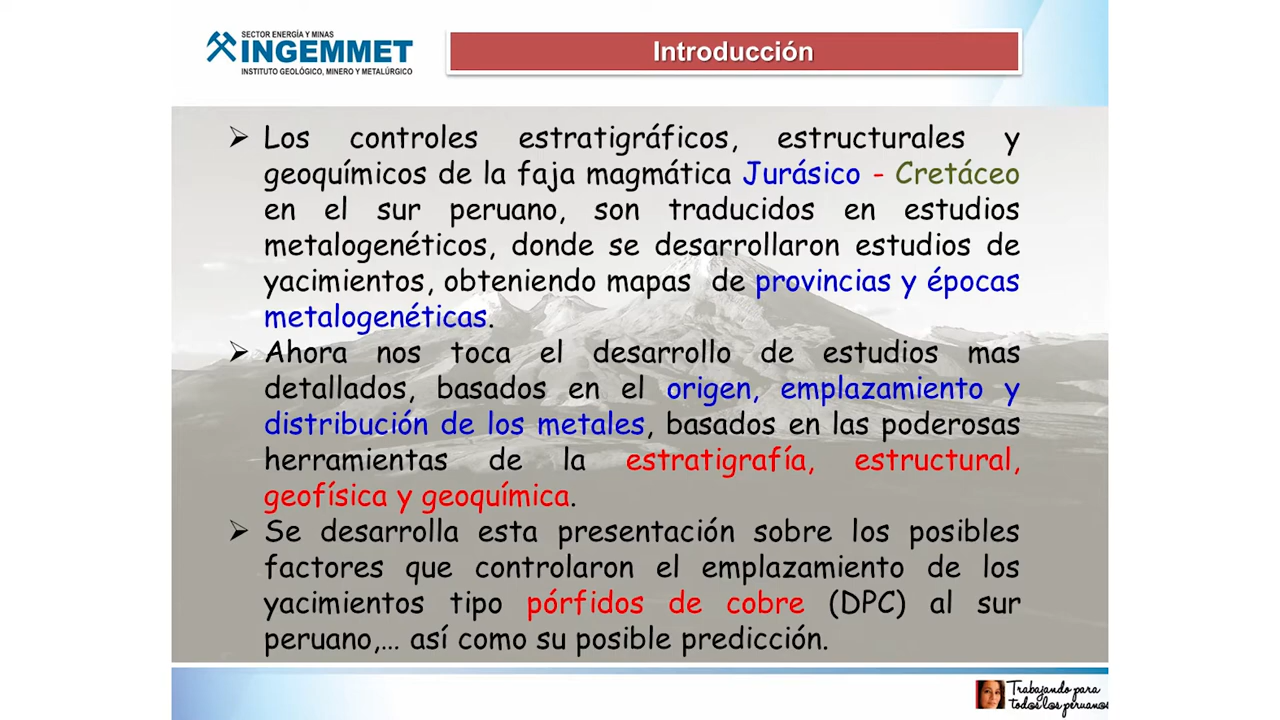 SECTOR ENERGÍA Y MINAS
INGEMMET
INSTITUTO GEOLÓGICO, MINERO Y METALÚRGICO
Introducción
➢ Los controles estratigráficos, estructurales y
geoquímicos de la faja magmática Jurásico - Cretáceo
en el sur peruano, son traducidos en estudios
metalogenéticos, donde se desarrollaron estudios de
yacimientos, obteniendo mapas de provincias y épocas
metalogenéticas.
➢ Ahora nos toca el desarrollo de estudios mas
detallados, basados en el origen, emplazamiento y
distribución de los metales, basados en las poderosas
herramientas de la estratigrafía, estructural,
geofísica y geoquímica.
➢ Se desarrolla esta presentación sobre los posibles
factores que controlaron el emplazamiento de los
yacimientos tipo pórfidos de cobre (DPC) al sur
peruano,... así como su posible predicción.
Trabajando para
todos los peruanos